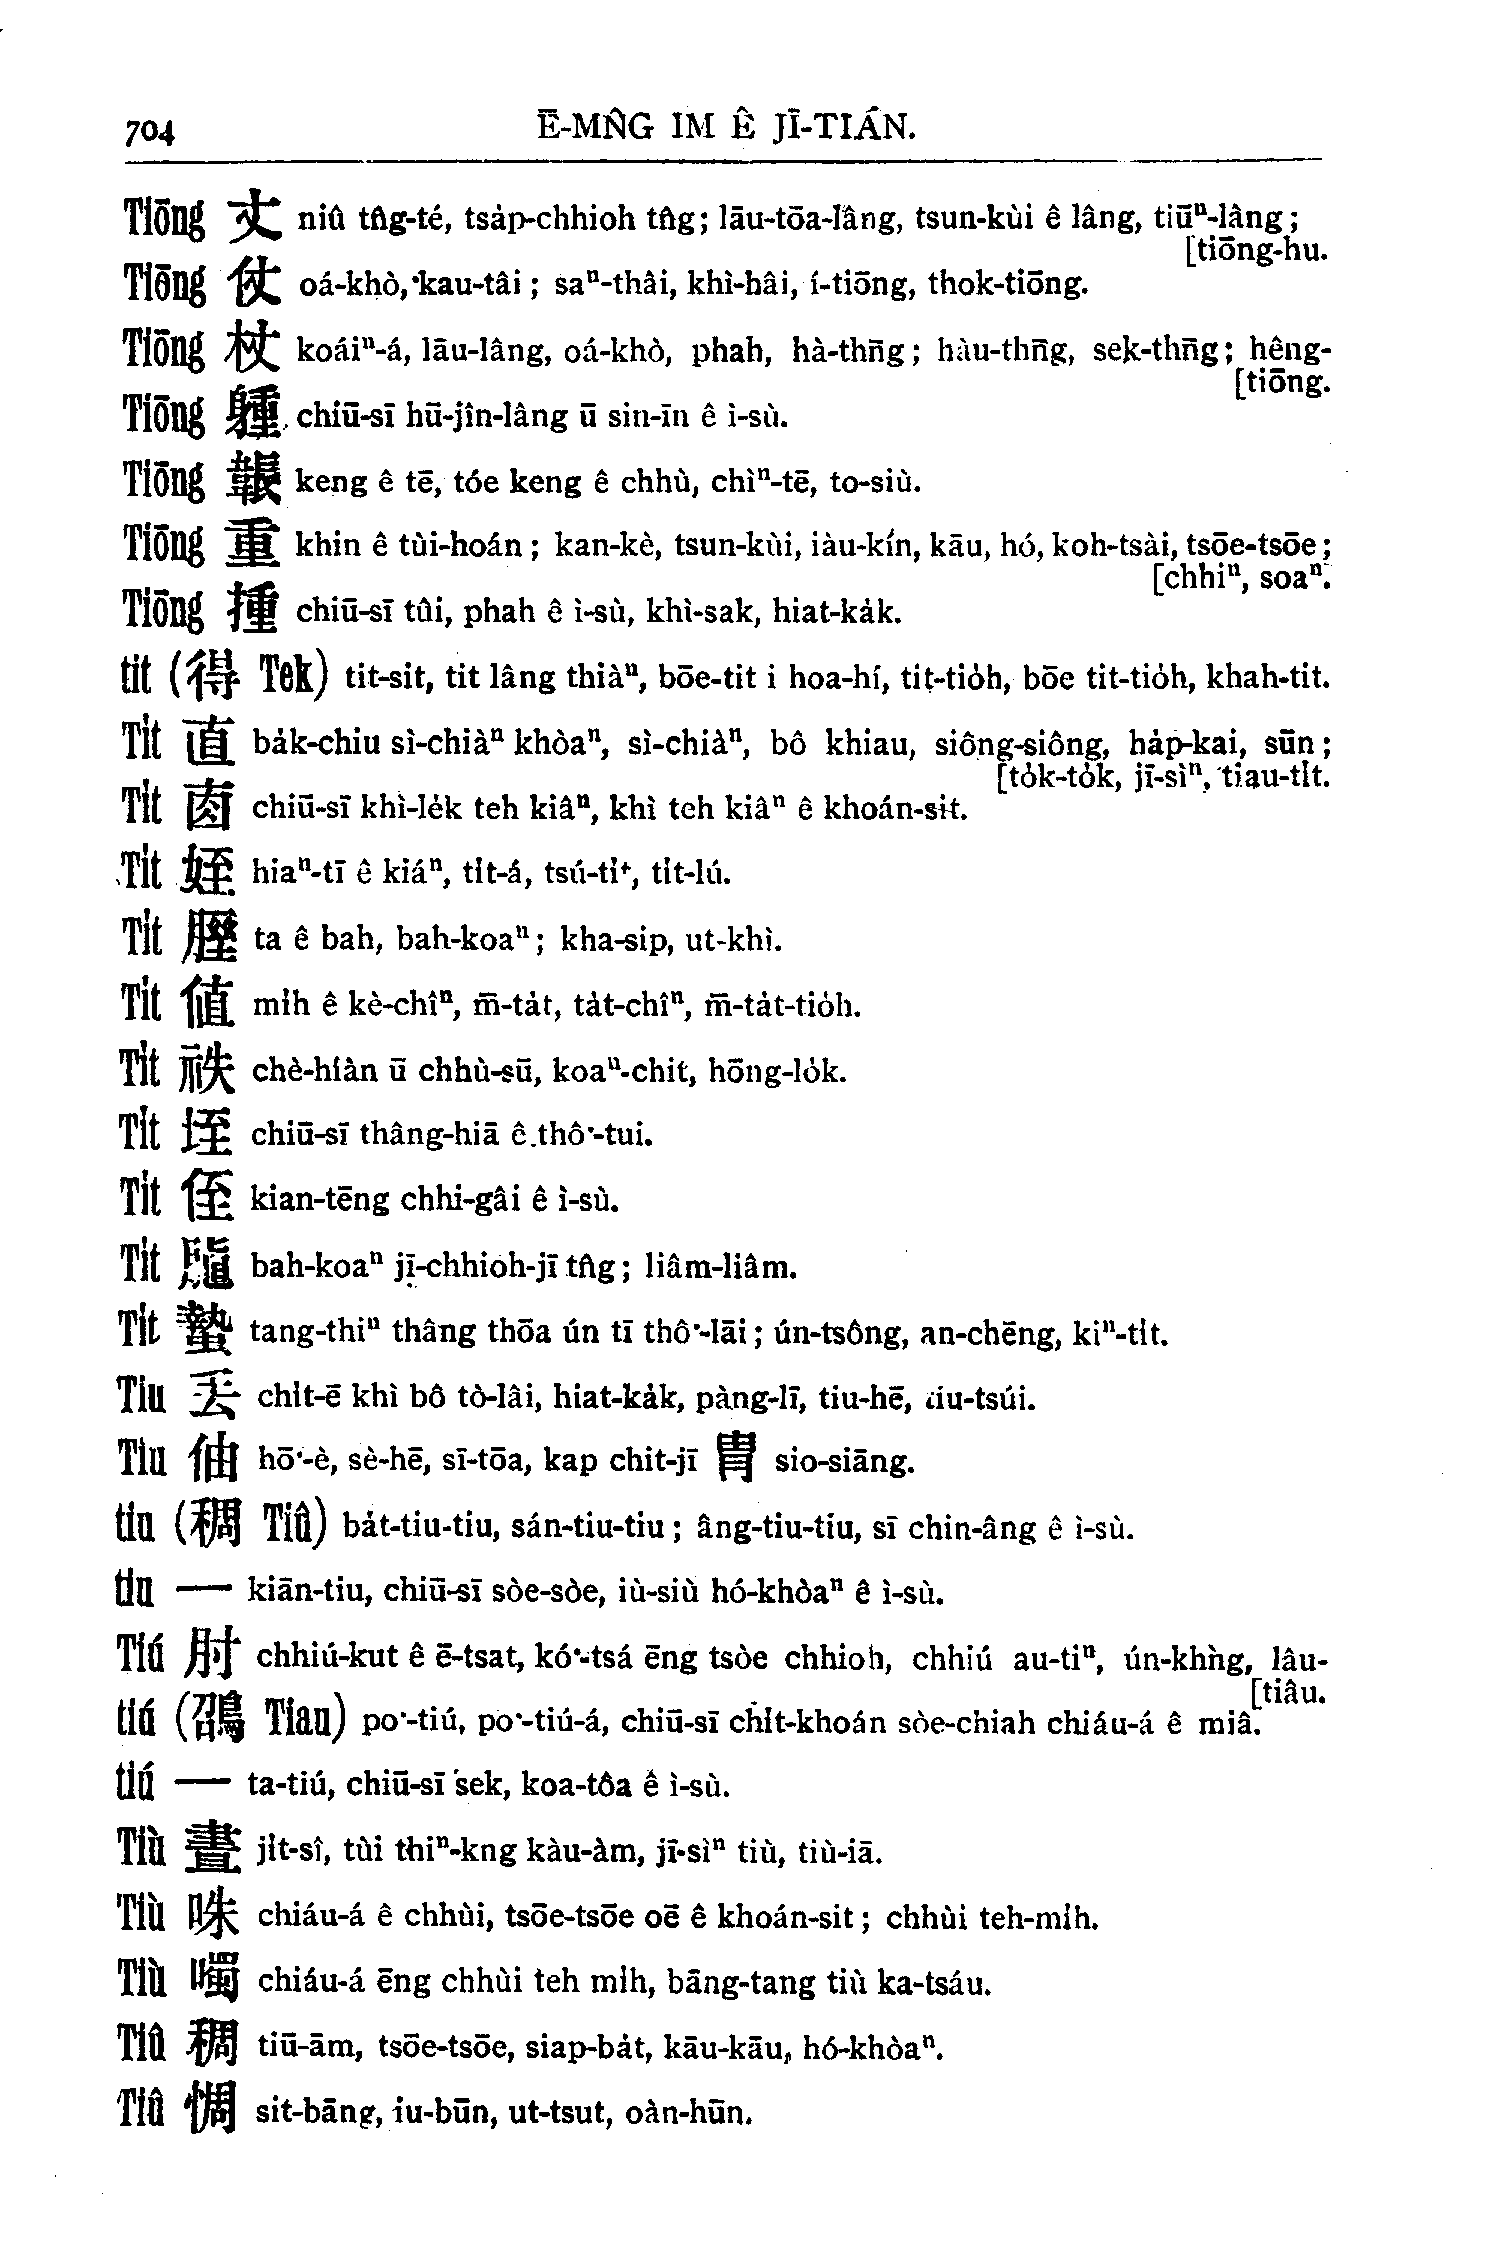 704 Ē-MN̂G IM Ê JĪ-TIÁN.
Tiōng 丈 niû tn̂g-té, tsa̍p-chhioh tn̂g; lāu-tōa-lâng, tsun-kùi ê lâng, tiūⁿ-lâng;
[tiōng-hu.
Tiōng 仗 oá-khò, kau-tâi; saⁿ-thâi, khì-hâi, í-tiōng, thok-tiōng.
Tiōng 杖 koáiⁿ-á, lāu-lâng, oá-khò, phah, hà-thn̄g; hàu-thn̄g, sek-thn̄g; hêng-
[tiōng.
Tiōng chiū-sī hū-jîn-lâng ū sin-īn ê ì-sù.
Tiōng keng ê tē, tóe keng ê chhù, chìⁿ-tē, to-siù.
Tiōng 重 khin ê tùi-hoán; kan-kè, tsun-kùi, iàu-kín, kāu, hó, koh-tsài, tsōe-tsōe;
[chhiⁿ, soaⁿ.
Tiōng 揰 chiū-sī tûi, phah ê ì-sù, khì-sak, hiat-ka̍k.
tit (得 Tek) tit-sit, tit lâng thiàⁿ, bōe-tit i hoa-hí, tit-tio̍h, bōe tit-tio̍h, khah-tit.
Ti̍t 直 ba̍k-chiu sì-chiàⁿ khòaⁿ, sì-chiàⁿ, bô khiau, siông-siông, ha̍p-kai, sūn;
[to̍k-to̍k, jī-sìⁿ, tiau-ti̍t.
Ti̍t chiū-sī khì-le̍k teh kiâⁿ, khì teh kiâⁿ ê khoán-sit.
Ti̍t 姪 hiaⁿ-tī ê kiáⁿ, ti̍t-á, tsú-ti̍t, ti̍t-lú.
Ti̍t ta ê bah, bah-koaⁿ; kha-sip, ut-khì.
Ti̍t 値 mi̍h ê kè-chîⁿ, m̄-ta̍t, ta̍t-chîⁿ, m̄-ta̍t-tio̍h.
Ti̍t 祑 chè-hiàn ū chhù-sū, koaⁿ-chit, hōng-lo̍k.
Ti̍t 垤 chiū-sī thâng-hiā ê thô͘-tui.
Ti̍t 侄 kian-tēng chhi-gâi ê ì-sù.
Ti̍t bah-koaⁿ jī-chhioh-jī tn̂g; liâm-liâm.
Ti̍t 蟄 tang-thiⁿ thâng thōa ún tī thô͘-lāi; ún-tsông, an-chēng, kiⁿ-ti̍t.
Tiu 丟 chi̍t-ē khì bô tò-lâi, hiat-ka̍k, pàng-lī, tiu-hē, tiu-tsúi.
Tiu 伷 hō͘-è, sè-hē, sī-tōa, kap chit-jī 胄 sio-siāng.
tiu (稠 Tiû) ba̍t-tiu-tiu, sán-tiu-tiu; âng-tiu-tiu, sī chin-âng ê ì-sù.
tiu — kiān-tiu, chiū-sī sòe-sòe, iù-siù hó-khòaⁿ ê ì-sù.
Tiú 肘 chhiú-kut ê ē-tsat, kó͘-tsá ēng tsòe chhioh, chhiú au-tiⁿ, ún-khǹg, lâu-
[tiâu.
tiú (鵮 Tiau) po͘-tiú, po͘-tiú-á, chiū-sī chi̍t-khoán sòe-chiah chiáu-á ê miâ.
tiú — ta-tiú, chiū-sī sek, koa-tôa ê ì-sù.
Tiù 晝 ji̍t-sî, tùi thiⁿ-kng kàu-àm, jī-sìⁿ tiù, tiù-iā.
Tiù 咮 chiáu-á ê chhùi, tsōe-tsōe oē ê khoán-sit; chhùi teh-mi̍h.
Tiù 噣 chiáu-á ēng chhùi teh mi̍h, bāng-tang tiù ka-tsáu.
Tiû 稠 tiū-ām, tsōe-tsōe, siap-ba̍t, kāu-kāu, hó-khòaⁿ.
Tiû 惆 sit-bāng, iu-būn, ut-tsut, oàn-hūn.